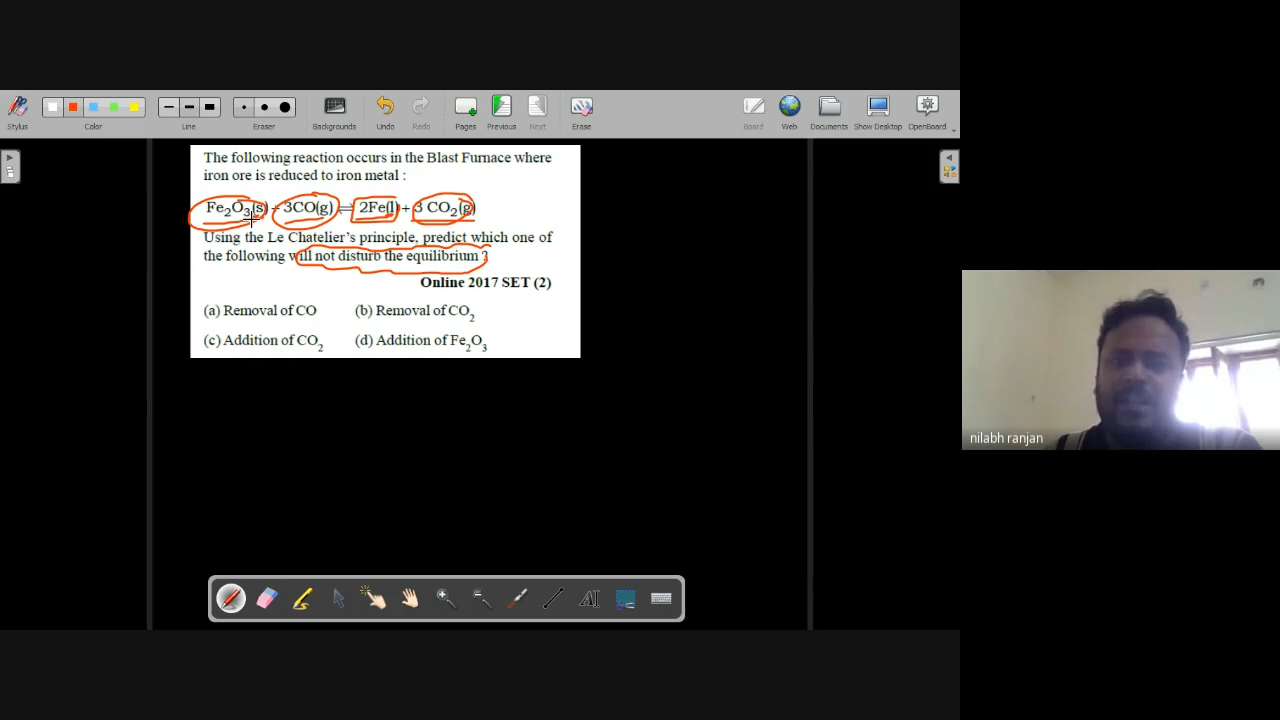 Stylus
Color
Line
Eraser
Backgrounds
Undo
Redo
Pages
Previous
Next
Erase
Board
Web
Documents
Show Desktop
OpenBoard
The following reaction occurs in the Blast Furnace where
iron ore is reduced to iron metal :
Fe₂O₃(s) + 3CO(g) ⇌ 2Fe(l) + 3 CO₂(g)
Using the Le Chatelier's principle, predict which one of
the following will not disturb the equilibrium ?
Online 2017 SET (2)
(a) Removal of CO (b) Removal of CO₂
(c) Addition of CO₂ (d) Addition of Fe₂O₃
nilabh ranjan
AI